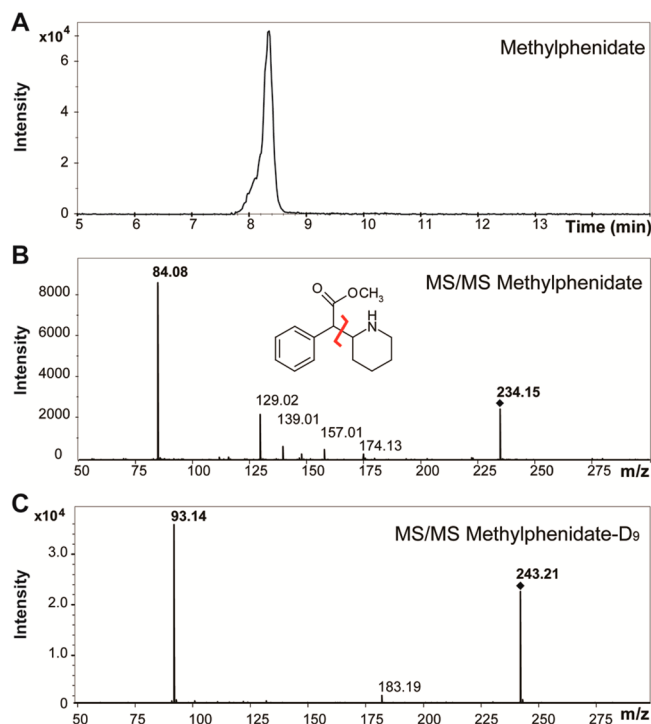 A
x10⁴
Methylphenidate
Intensity
6
4
2
0
5 6 7 8 9 10 11 12 13 Time (min)
B
84.08
MS/MS Methylphenidate
Intensity
8000
6000
4000
2000
0
O
OCH₃
H
N
129.02
139.01
157.01
174.13
234.15
50 75 100 125 150 175 200 225 250 275 m/z
C
x10⁴
93.14
MS/MS Methylphenidate-D₉
Intensity
3.0
2.0
1.0
0
243.21
183.19
50 75 100 125 150 175 200 225 250 275 m/z